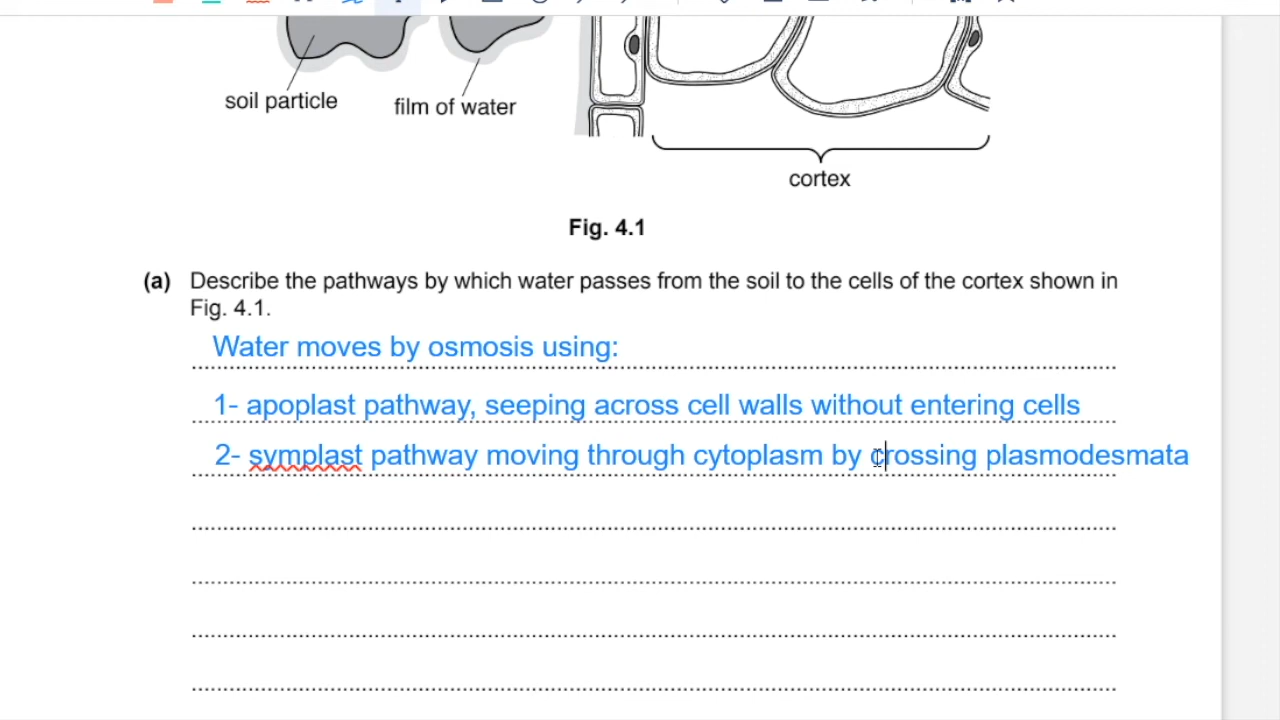 soil particle
film of water
cortex
Fig. 4.1
(a) Describe the pathways by which water passes from the soil to the cells of the cortex shown in
Fig. 4.1.
Water moves by osmosis using:
1- apoplast pathway, seeping across cell walls without entering cells
2- symplast pathway moving through cytoplasm by crossing plasmodesmata